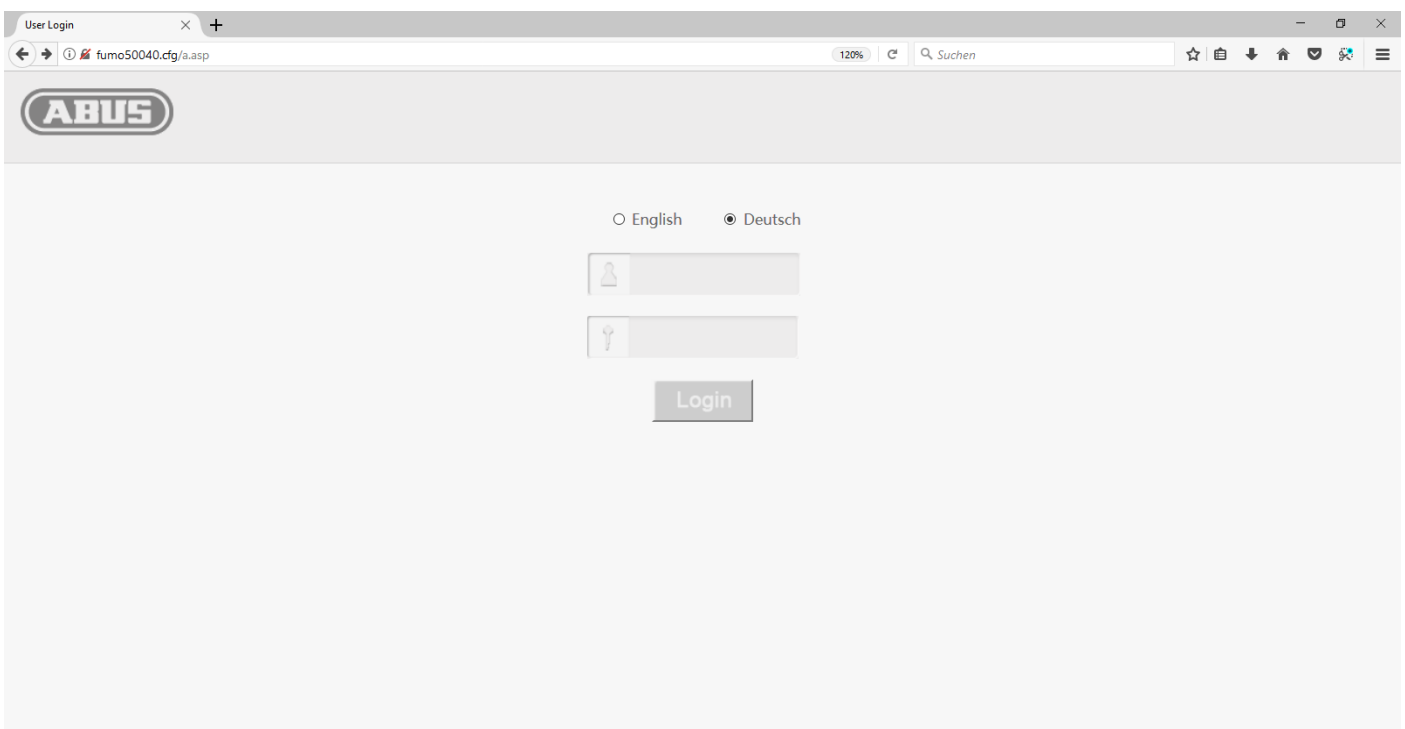 User Login
fumo50040.cfg/a.asp
120%
Suchen
ABUS
English
Deutsch
Login